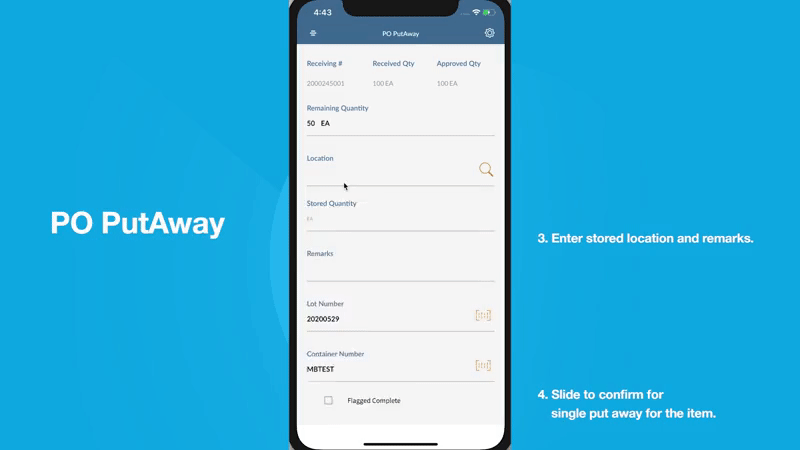 4:43
PO PutAway
Receiving # Received Qty Approved Qty
2000245001 100 EA 100 EA
Remaining Quantity
50 EA
Location
PO PutAway
Stored Quantity
EA
3. Enter stored location and remarks.
Remarks
Lot Number
20200529
Container Number
MBTEST
Flagged Complete
4. Slide to confirm for
single put away for the item.